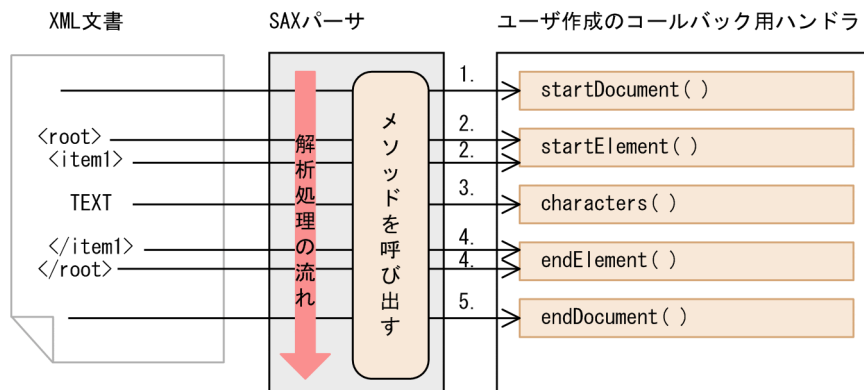 XML文書
SAXパーサ
ユーザ作成のコールバック用ハンドラ
1.
startDocument( )
<root>
2.
startElement( )
<item1>
2.
TEXT
3.
characters( )
</item1>
4.
endElement( )
</root>
4.
5.
endDocument( )
解析処理の流れ
メソッドを呼び出す